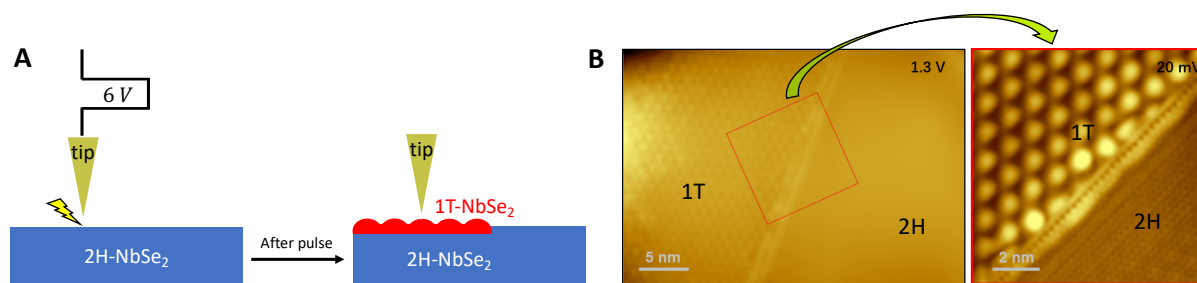 A
6 V
tip
2H-NbSe₂
After pulse
tip
1T-NbSe₂
2H-NbSe₂
B
1.3 V
1T
2H
5 nm
20 mV
1T
2H
2 nm